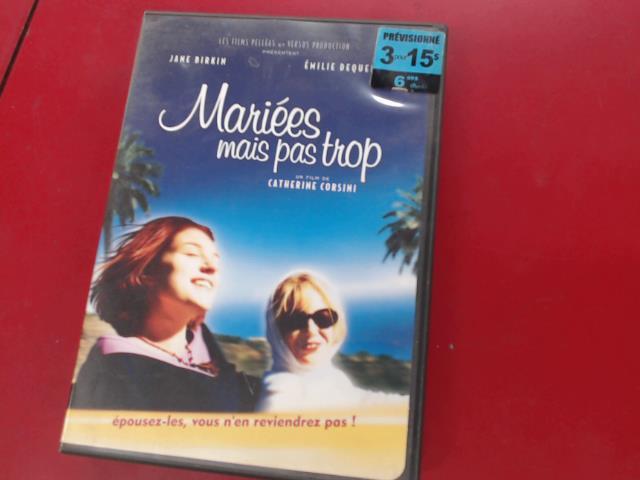 LES FILMS PELLÉAS et VERSUS PRODUCTION
PRÉSENTENT
JANE BIRKIN
ÉMILIE DEQUE
PRÉVISIONNÉ
3 pour 15$
6
Mariées
mais pas trop
UN FILM DE
CATHERINE CORSINI
épousez-les, vous n'en reviendrez pas !